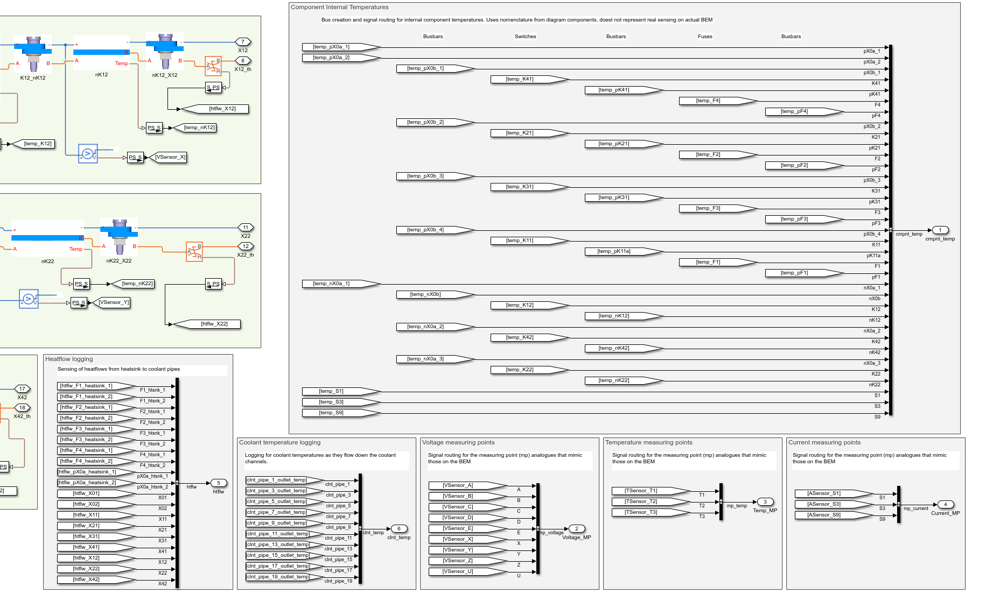 Component Internal Temperatures
Bus creation and signal routing for internal component temperatures. Uses nomenclature from diagram components, doest not represent real sensing on actual BEM
Busbars
Switches
Busbars
Fuses
Busbars
[temp_pX0a_1]
pX0a_1
[temp_pX0a_2]
pX0a_2
[temp_pX0b_1]
pX0b_1
[temp_K41]
K41
[temp_pK41]
pK41
[temp_F4]
F4
[temp_pF4]
pF4
[temp_pX0b_2]
pX0b_2
[temp_K21]
K21
[temp_pK21]
pK21
[temp_F2]
F2
[temp_pF2]
pF2
[temp_pX0b_3]
pX0b_3
[temp_K31]
K31
[temp_pK31]
pK31
[temp_F3]
F3
[temp_pF3]
pF3
[temp_pX0b_4]
pX0b_4
[temp_K11]
K11
[temp_pK11a]
pK11a
[temp_F1]
F1
[temp_pF1]
pF1
[temp_nX0a_1]
nX0a_1
[temp_nX0b]
nX0b
[temp_K12]
K12
[temp_nK12]
nK12
[temp_nX0a_2]
nX0a_2
[temp_K42]
K42
[temp_nK42]
nK42
[temp_nX0a_3]
nX0a_3
[temp_K22]
K22
[temp_nK22]
nK22
[temp_S1]
S1
[temp_S3]
S3
[temp_S9]
S9
cmpnt_temp
1
cmpnt_temp
A
B
K12_nK12
+
-
A
Temp
nK12
A
B
nK12_X12
7
X12
8
X12_th
B
S PS
[htflw_X12]
PS S
[temp_nK12]
[temp_K12]
V
PS S
[VSensor_X]
+
-
A
Temp
nK22
A
B
nK22_X22
11
X22
12
X22_th
PS S
[temp_nK22]
S PS
V
PS S
[VSensor_Y]
[htflw_X22]
17
X42
18
X42_th
Heatflow logging
Sensing of heatflows from heatsink to coolant pipes
[htflw_F1_heatsink_1]
F1_htsnk_1
[htflw_F1_heatsink_2]
F1_htsnk_2
[htflw_F2_heatsink_1]
F2_htsnk_1
[htflw_F2_heatsink_2]
F2_htsnk_2
[htflw_F3_heatsink_1]
F3_htsnk_1
[htflw_F3_heatsink_2]
F3_htsnk_2
[htflw_F4_heatsink_1]
F4_htsnk_1
[htflw_F4_heatsink_2]
F4_htsnk_2
[htflw_pX0a_heatsink_1]
pX0a_htsnk_1
[htflw_pX0a_heatsink_2]
pX0a_htsnk_2
[htflw_X01]
X01
[htflw_X02]
X02
[htflw_X11]
X11
[htflw_X21]
X21
[htflw_X31]
X31
[htflw_X41]
X41
[htflw_X12]
X12
[htflw_X22]
X22
[htflw_X42]
X42
htflw
5
htflw
Coolant temperature logging
Logging for coolant temperatures as they flow down the coolant
channels.
[clnt_pipe_1_outlet_temp]
clnt_pipe_1
[clnt_pipe_3_outlet_temp]
clnt_pipe_3
[clnt_pipe_5_outlet_temp]
clnt_pipe_5
[clnt_pipe_7_outlet_temp]
clnt_pipe_7
[clnt_pipe_9_outlet_temp]
clnt_pipe_9
[clnt_pipe_11_outlet_temp]
clnt_pipe_11
[clnt_pipe_13_outlet_temp]
clnt_pipe_13
[clnt_pipe_15_outlet_temp]
clnt_pipe_15
[clnt_pipe_17_outlet_temp]
clnt_pipe_17
[clnt_pipe_19_outlet_temp]
clnt_pipe_19
clnt_temp
6
clnt_temp
Voltage measuring points
Signal routing for the measuring point (mp) analogues that mimic
those on the BEM
[VSensor_A]
A
[VSensor_B]
B
[VSensor_C]
C
[VSensor_D]
D
[VSensor_E]
E
[VSensor_X]
X
[VSensor_Y]
Y
[VSensor_Z]
Z
[VSensor_U]
U
mp_voltage
2
Voltage_MP
Temperature measuring points
Signal routing for the measuring point (mp) analogues that mimic
those on the BEM
[TSensor_T1]
T1
[TSensor_T2]
T2
[TSensor_T3]
T3
mp_temp
3
Temp_MP
Current measuring points
Signal routing for the measuring point (mp) analogues that mimic
those on the BEM
[ASensor_S1]
S1
[ASensor_S3]
S3
[ASensor_S9]
S9
mp_current
4
Current_MP